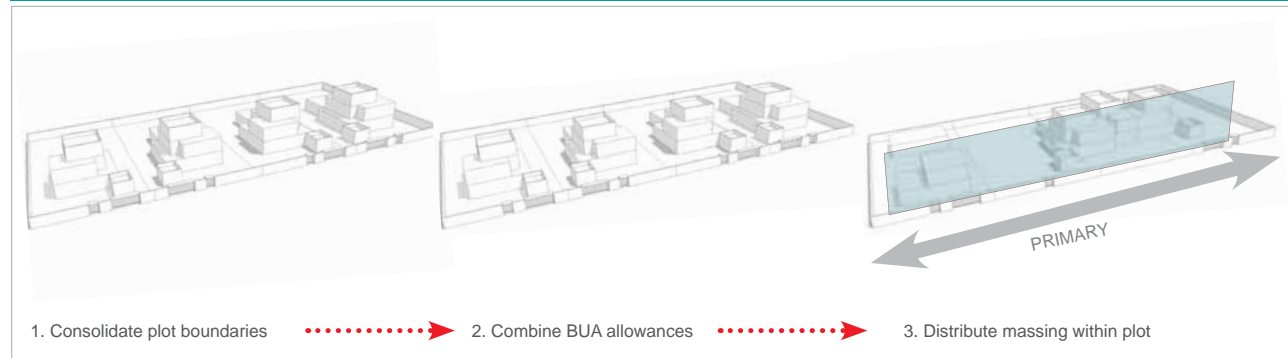 PRIMARY
1. Consolidate plot boundaries
2. Combine BUA allowances
3. Distribute massing within plot